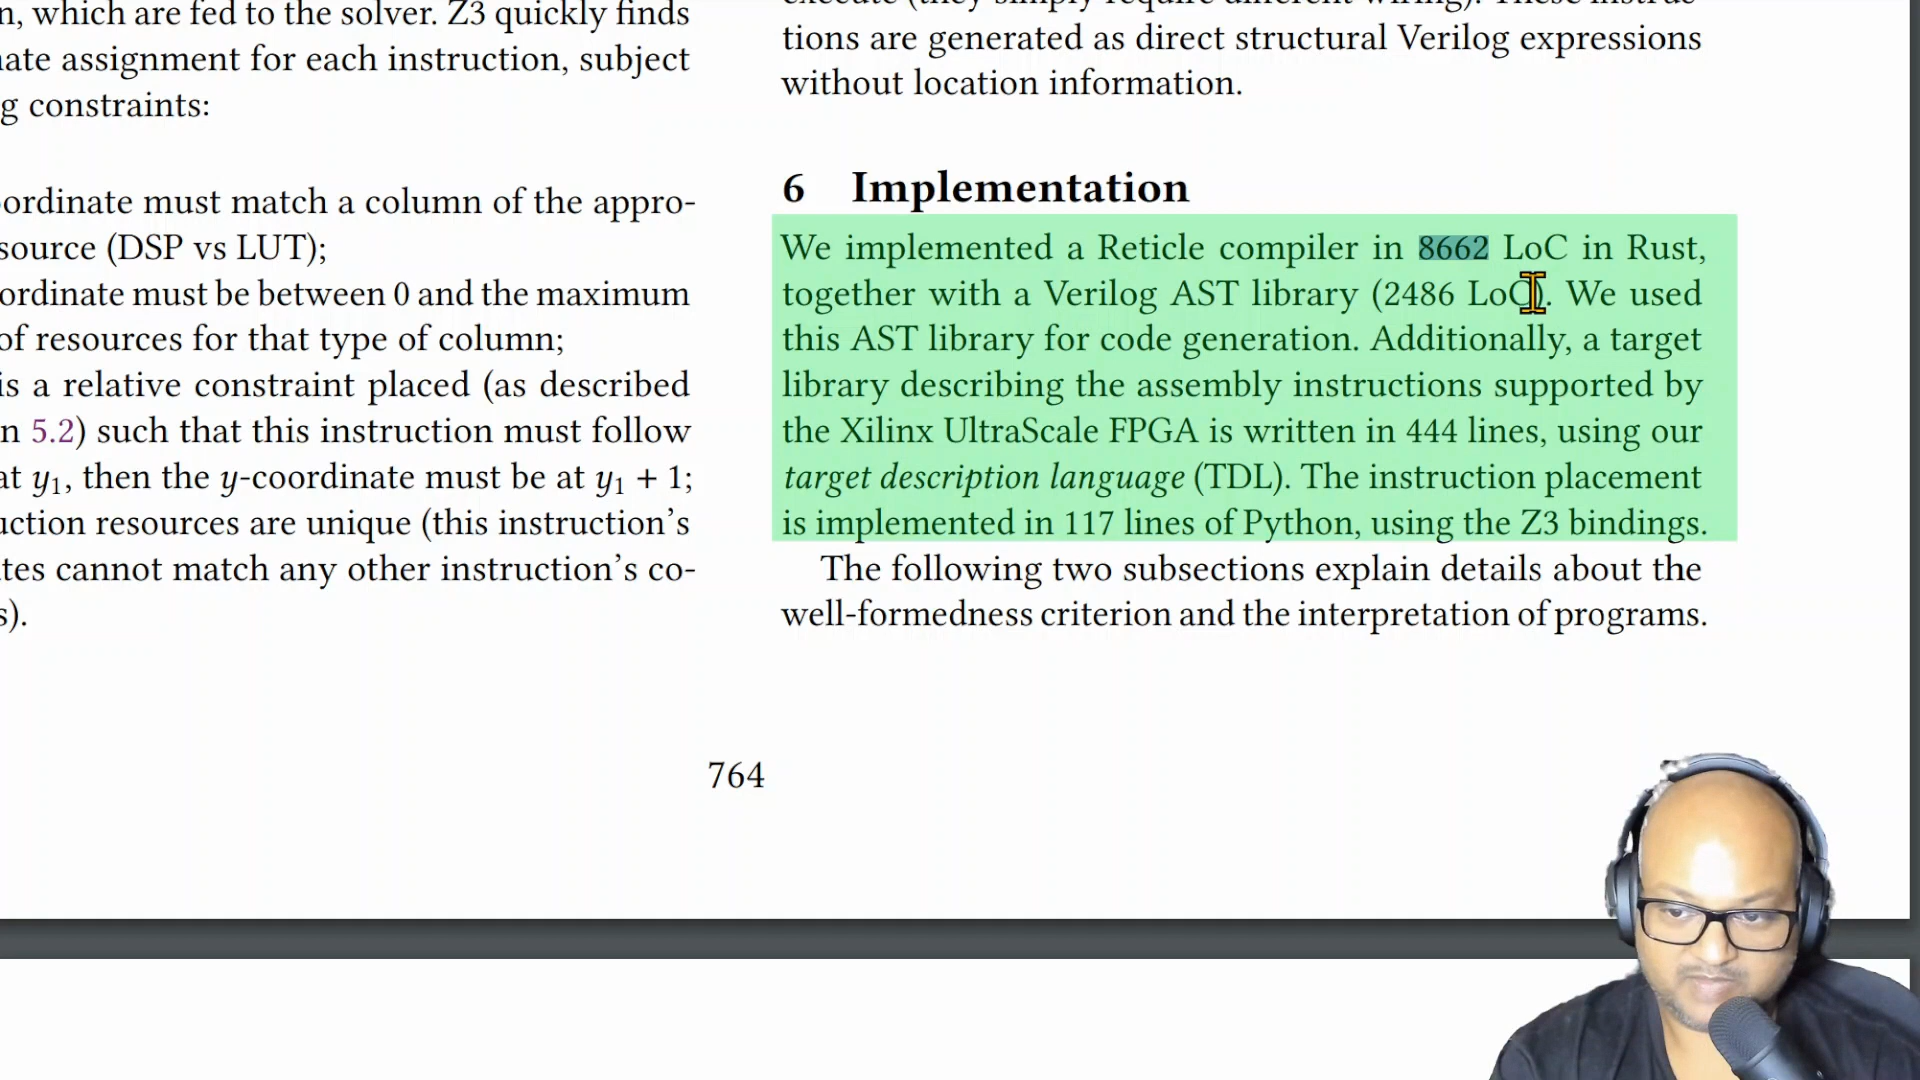 n, which are fed to the solver. Z3 quickly finds
ate assignment for each instruction, subject
g constraints:
ordinate must match a column of the appro-
source (DSP vs LUT);
ordinate must be between 0 and the maximum
of resources for that type of column;
is a relative constraint placed (as described
n 5.2) such that this instruction must follow
at y₁, then the y-coordinate must be at y₁ + 1;
uction resources are unique (this instruction's
tes cannot match any other instruction's co-
s).
execute (they simply require different wiring). These instruc-
tions are generated as direct structural Verilog expressions
without location information.
6 Implementation
We implemented a Reticle compiler in 8662 LoC in Rust,
together with a Verilog AST library (2486 LoC). We used
this AST library for code generation. Additionally, a target
library describing the assembly instructions supported by
the Xilinx UltraScale FPGA is written in 444 lines, using our
target description language (TDL). The instruction placement
is implemented in 117 lines of Python, using the Z3 bindings.
The following two subsections explain details about the
well-formedness criterion and the interpretation of programs.
764